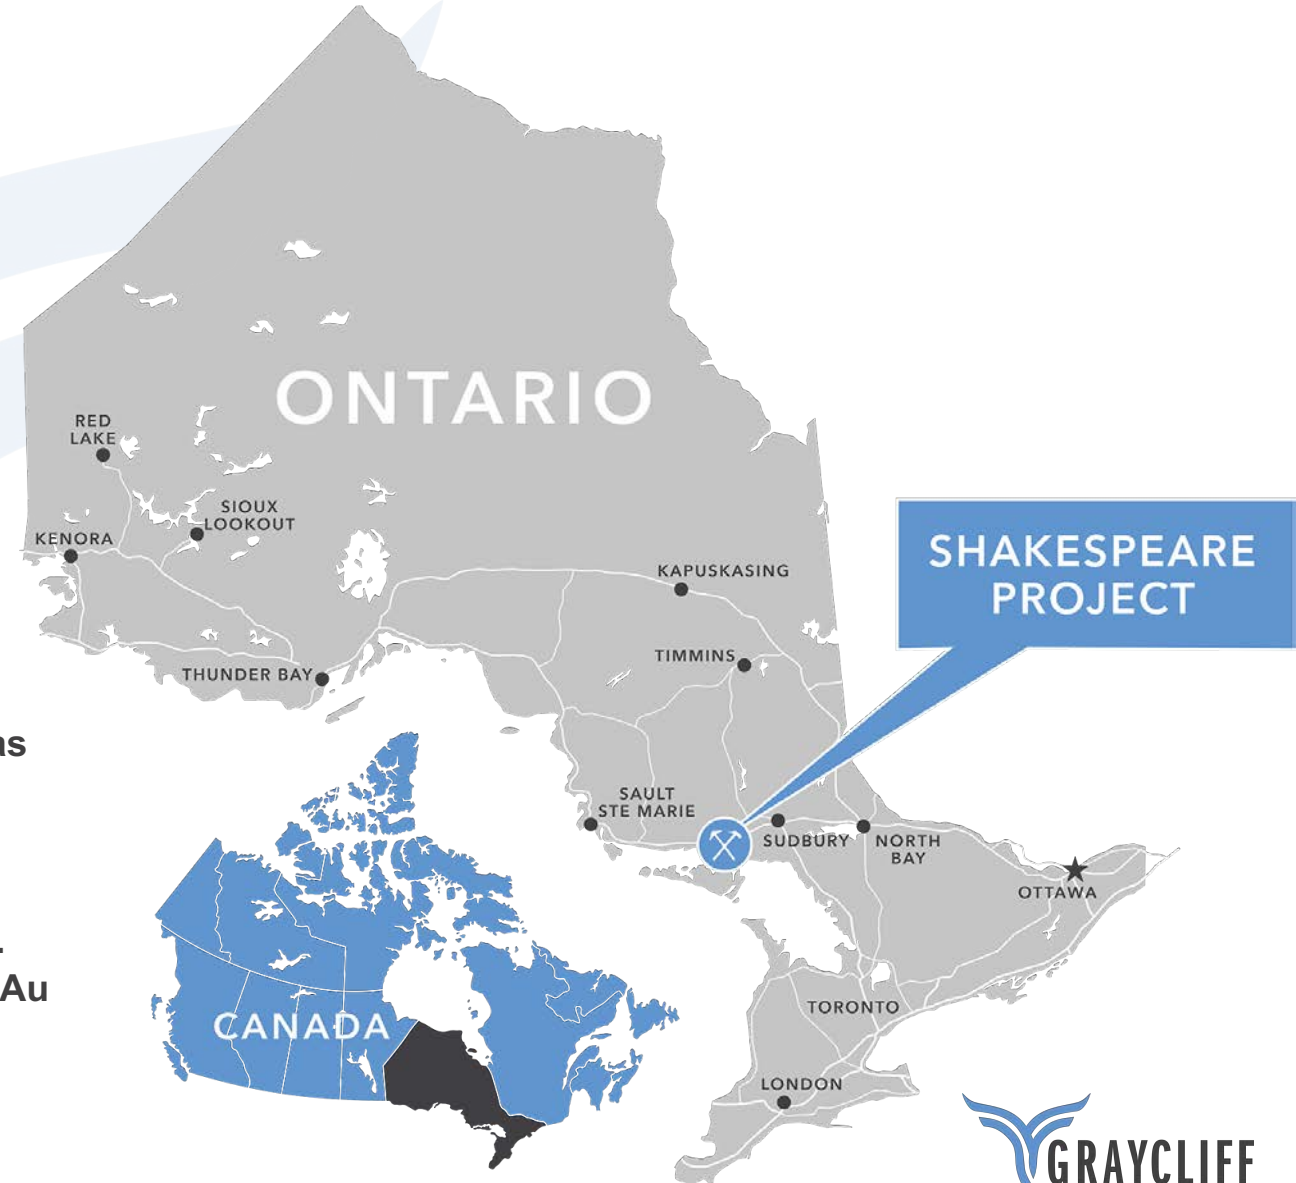 ONTARIO
RED
LAKE
SIOUX
LOOKOUT
KENORA
KAPUSKASING
SHAKESPEARE
PROJECT
TIMMINS
THUNDER BAY
SAULT
STE MARIE
SUDBURY
NORTH
BAY
OTTAWA
Au
CANADA
TORONTO
LONDON
GRAYCLIFF